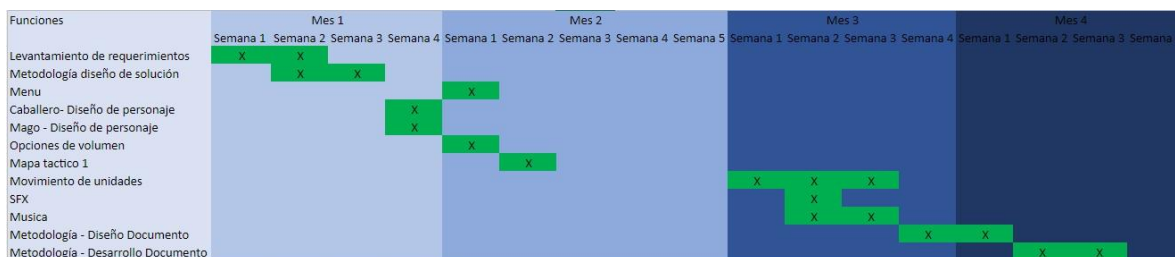 Funciones Mes 1 Mes 2 Mes 3 Mes 4
Semana 1 Semana 2 Semana 3 Semana 4 Semana 1 Semana 2 Semana 3 Semana 4 Semana 5 Semana 1 Semana 2 Semana 3 Semana 4 Semana 1 Semana 2 Semana 3 Semana
Levantamiento de requerimientos X X
Metodología diseño de solución X X
Menu X
Caballero- Diseño de personaje X
Mago - Diseño de personaje X
Opciones de volumen X
Mapa tactico 1 X
Movimiento de unidades X X X
SFX X
Musica X X
Metodología - Diseño Documento X X
Metodología - Desarrollo Documento X X